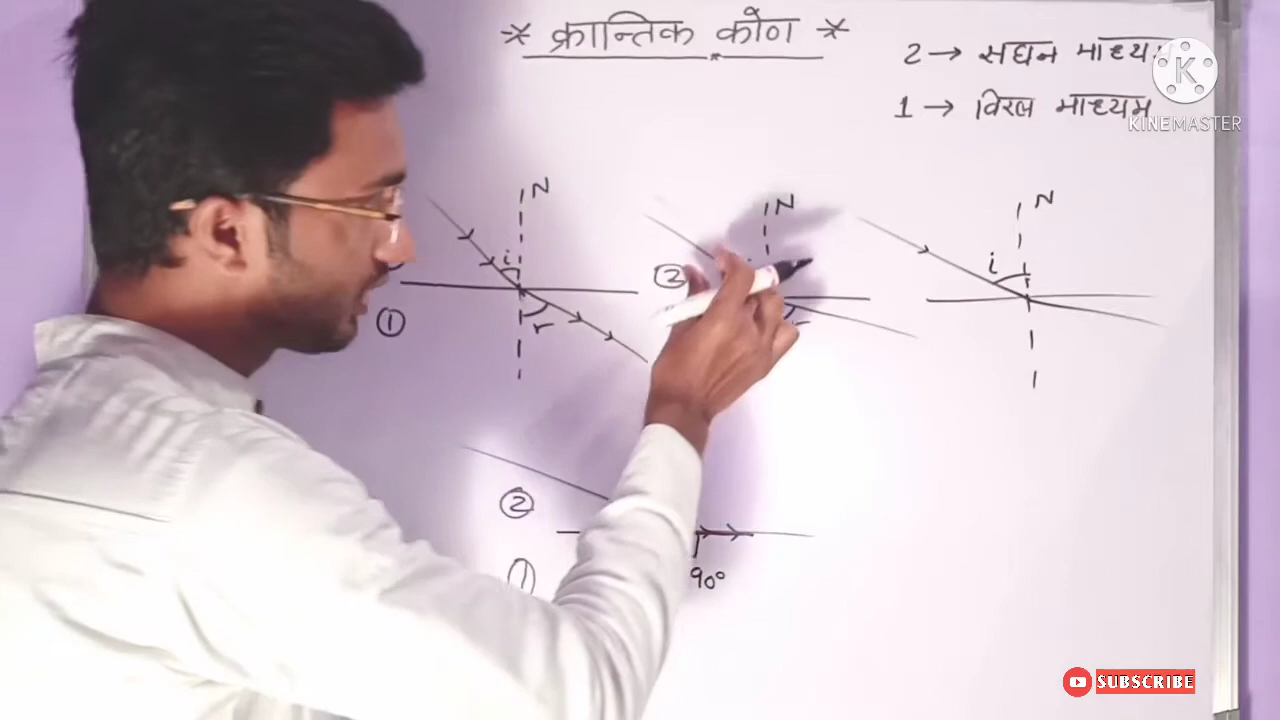 * क्रान्तिक कोण *
2 → सघन माध्यम
1 → विरल माध्यम
K
KINEMASTER
N
N
N
i
i
②
①
r
r
②
90°
①
SUBSCRIBE